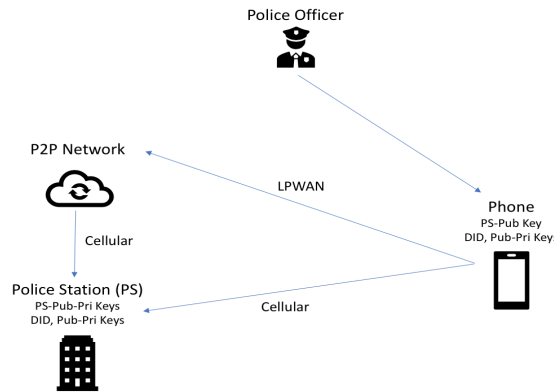 Police Officer
P2P Network
LPWAN
Phone
PS-Pub Key
DID, Pub-Pri Keys
Cellular
Police Station (PS)
PS-Pub-Pri Keys
DID, Pub-Pri Keys
Cellular